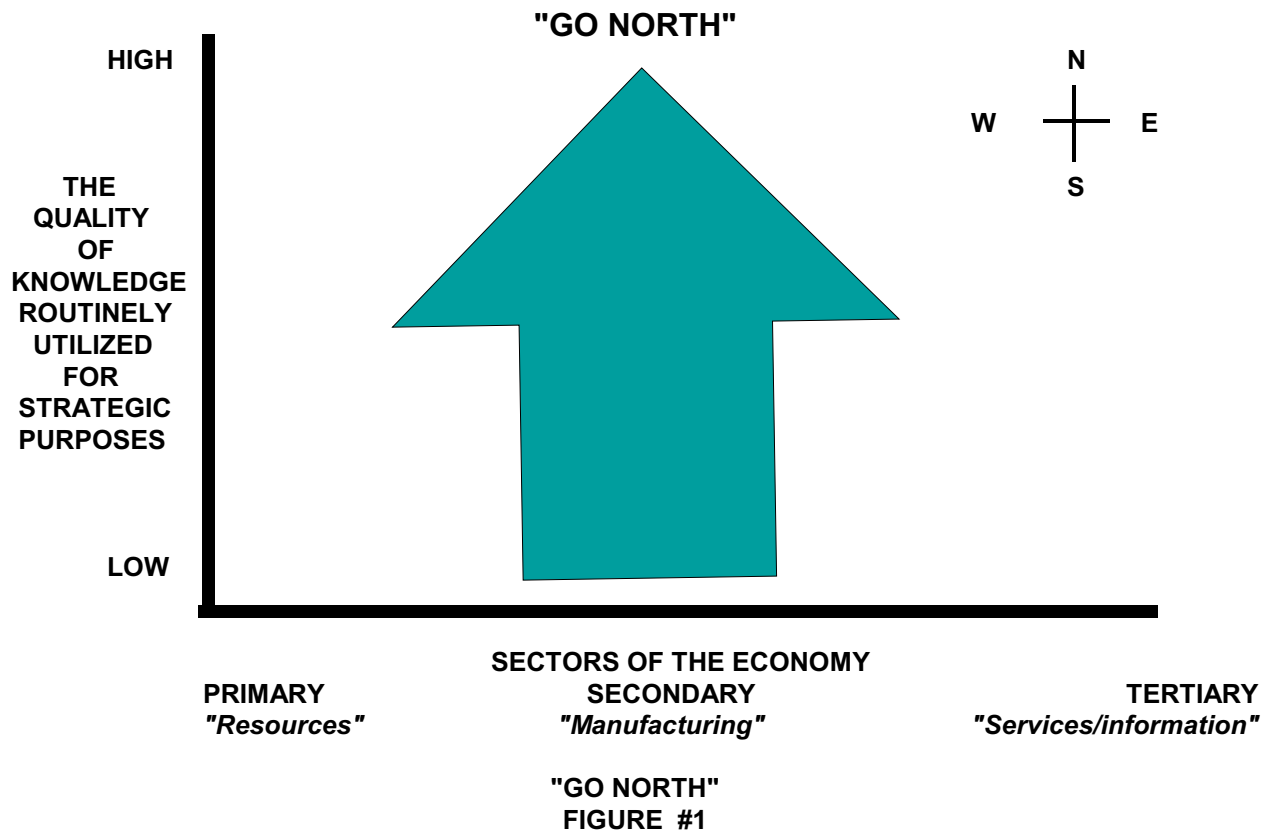 "GO NORTH"
HIGH
N
W E
S
THE
QUALITY
OF
KNOWLEDGE
ROUTINELY
UTILIZED
FOR
STRATEGIC
PURPOSES
LOW
SECTORS OF THE ECONOMY
PRIMARY SECONDARY TERTIARY
"Resources" "Manufacturing" "Services/information"
"GO NORTH"
FIGURE #1